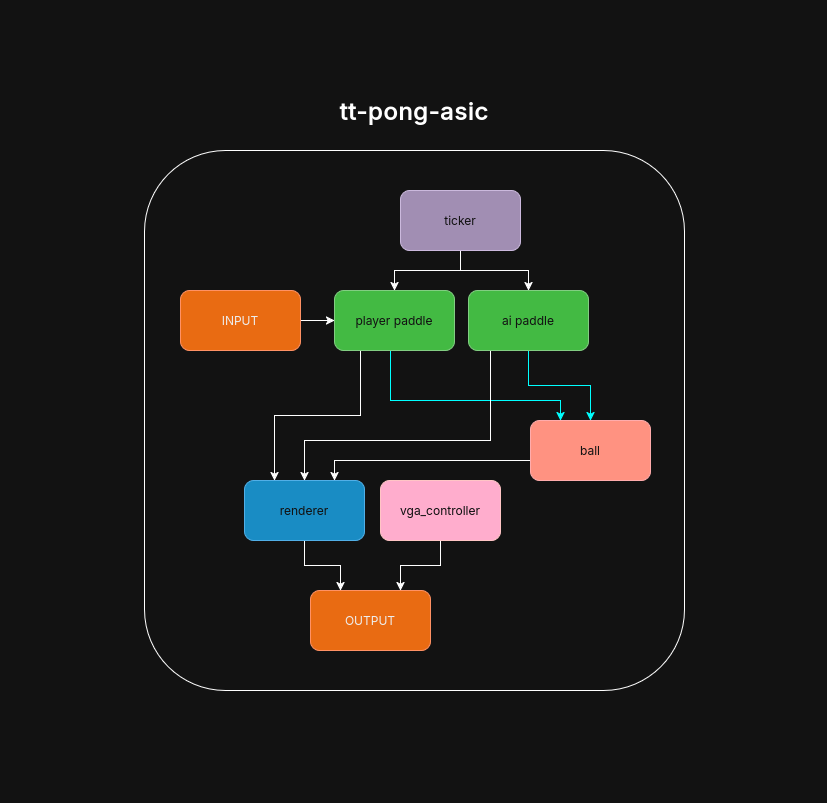 tt-pong-asic
ticker
INPUT
player paddle
ai paddle
ball
renderer
vga_controller
OUTPUT